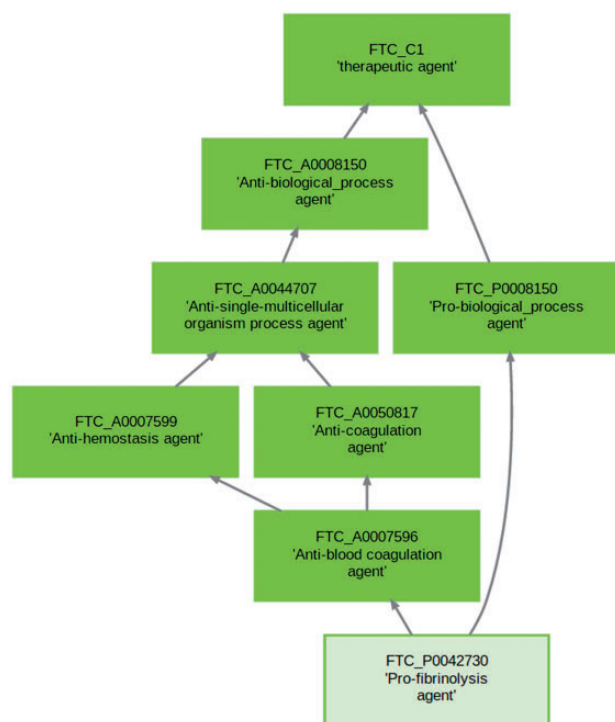 FTC_C1
'therapeutic agent'
FTC_A0008150
'Anti-biological_process
agent'
FTC_A0044707
'Anti-single-multicellular
organism process agent'
FTC_P0008150
'Pro-biological_process
agent'
FTC_A0007599
'Anti-hemostasis agent'
FTC_A0050817
'Anti-coagulation
agent'
FTC_A0007596
'Anti-blood coagulation
agent'
FTC_P0042730
'Pro-fibrinolysis
agent'